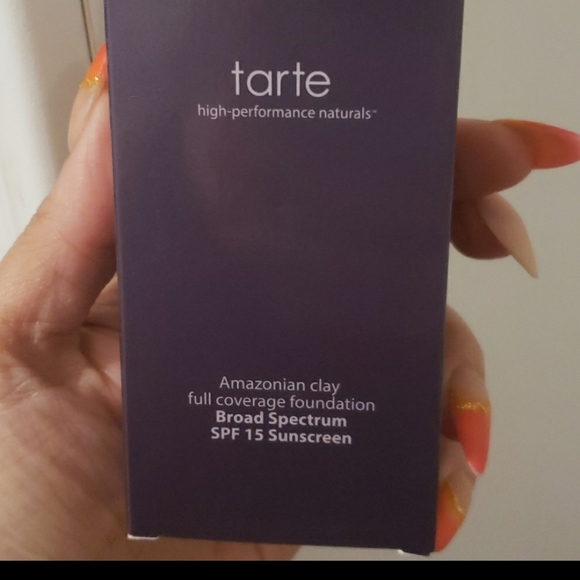 tarte
high-performance naturals™
Amazonian clay
full coverage foundation
Broad Spectrum
SPF 15 Sunscreen